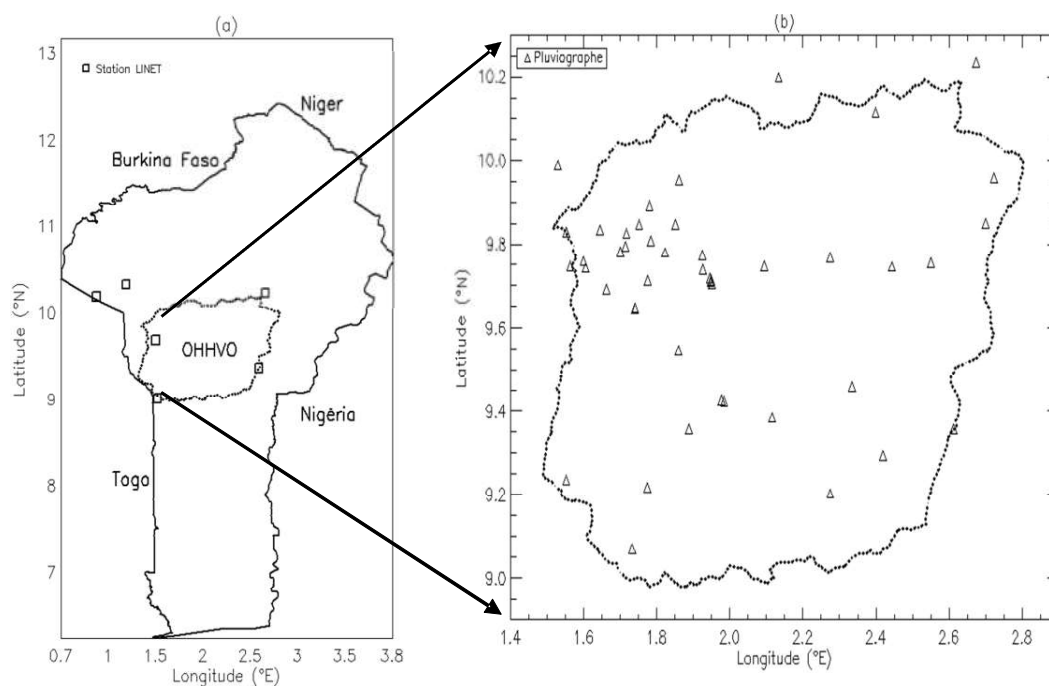 (a)
13
12
11
10
9
8
7
Latitude (°N)
Station LINET
Niger
Burkina Faso
OHHVO
Nigéria
Togo
0.7 1 1.5 2 2.5 3 3.5 3.8
Longitude (°E)
(b)
Pluviographe
10.2
10.0
9.8
9.6
9.4
9.2
9.0
Latitude (°N)
1.4 1.6 1.8 2.0 2.2 2.4 2.6 2.8
Longitude (°E)